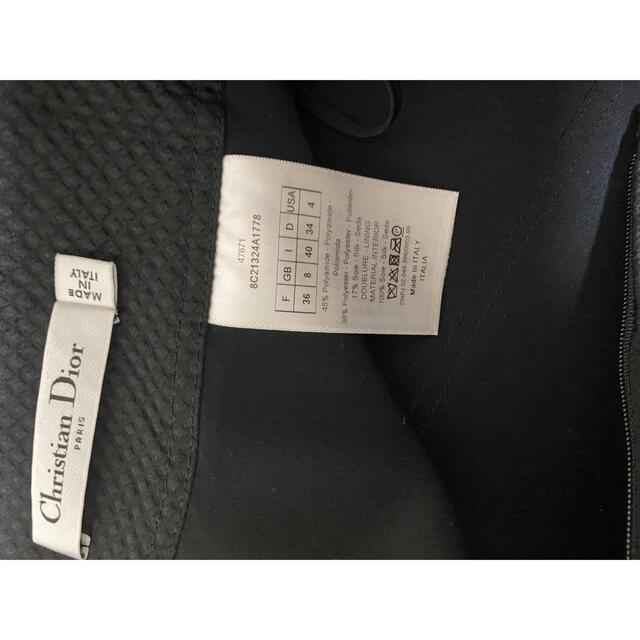 Christian Dior
PARIS
MADE IN
ITALY
47871
8C21324A1778
F GB I D USA
36 8 40 34 4
45% Polyamide - Polyamide -
Poliamida
38% Polyester - Polyester - Poliester
17% Soie - Silk - Seda
DOUBLURE - LINING
MATERIAL INTERIOR
100% Soie - Silk - Seda
Made in ITALY
ITALIA